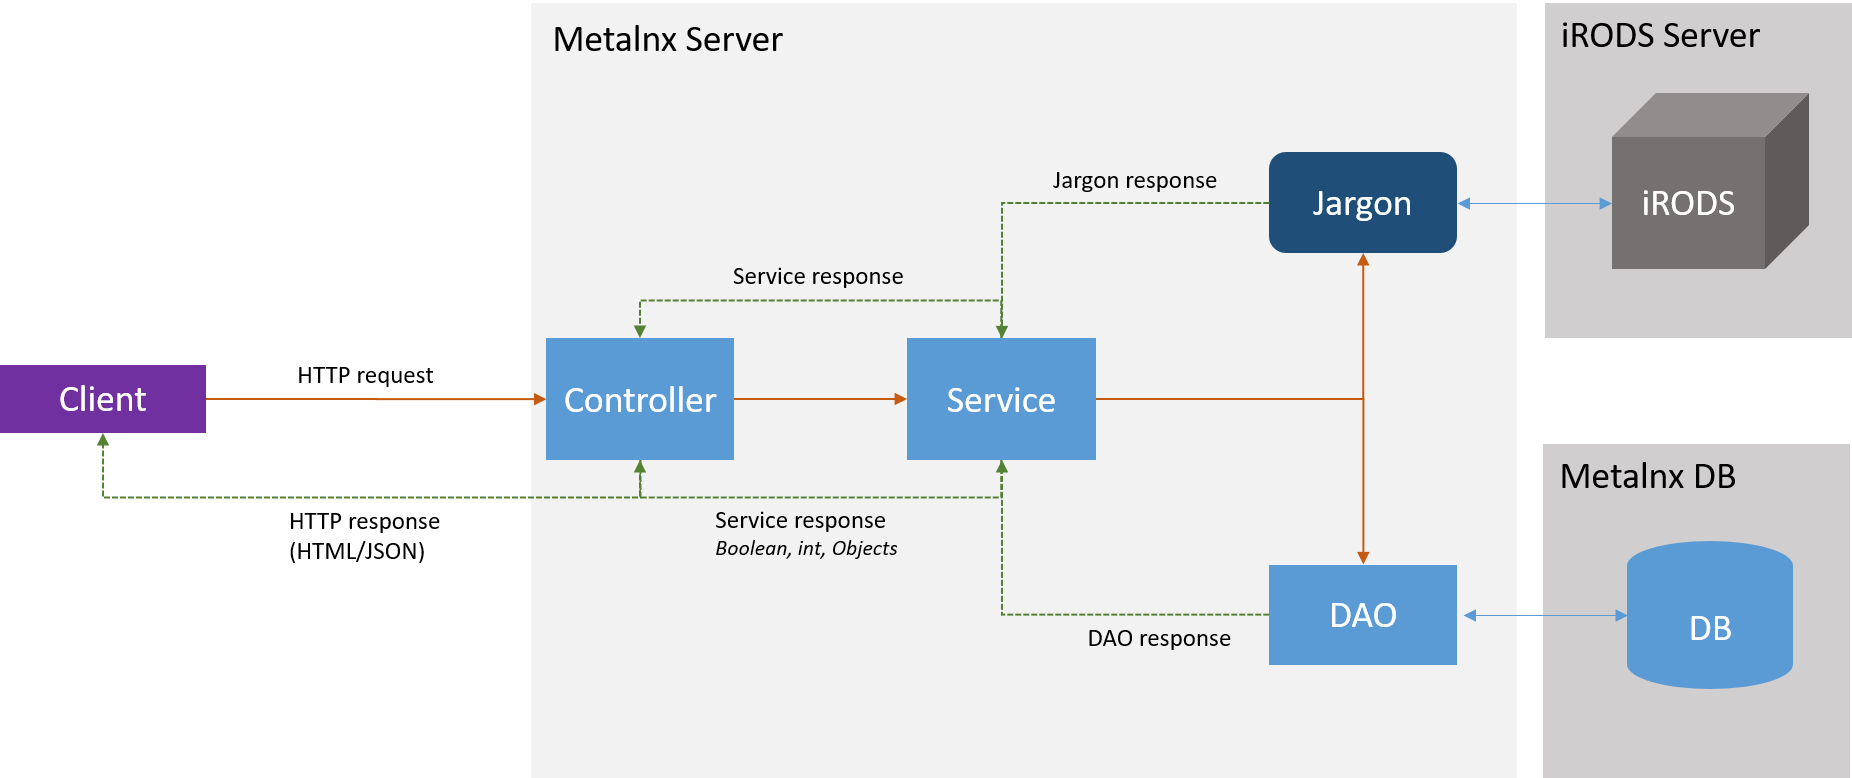 Metalnx Server
iRODS Server
Jargon response
Jargon
iRODS
Service response
HTTP request
Client
Controller
Service
Metalnx DB
HTTP response
(HTML/JSON)
Service response
Boolean, int, Objects
DAO
DB
DAO response